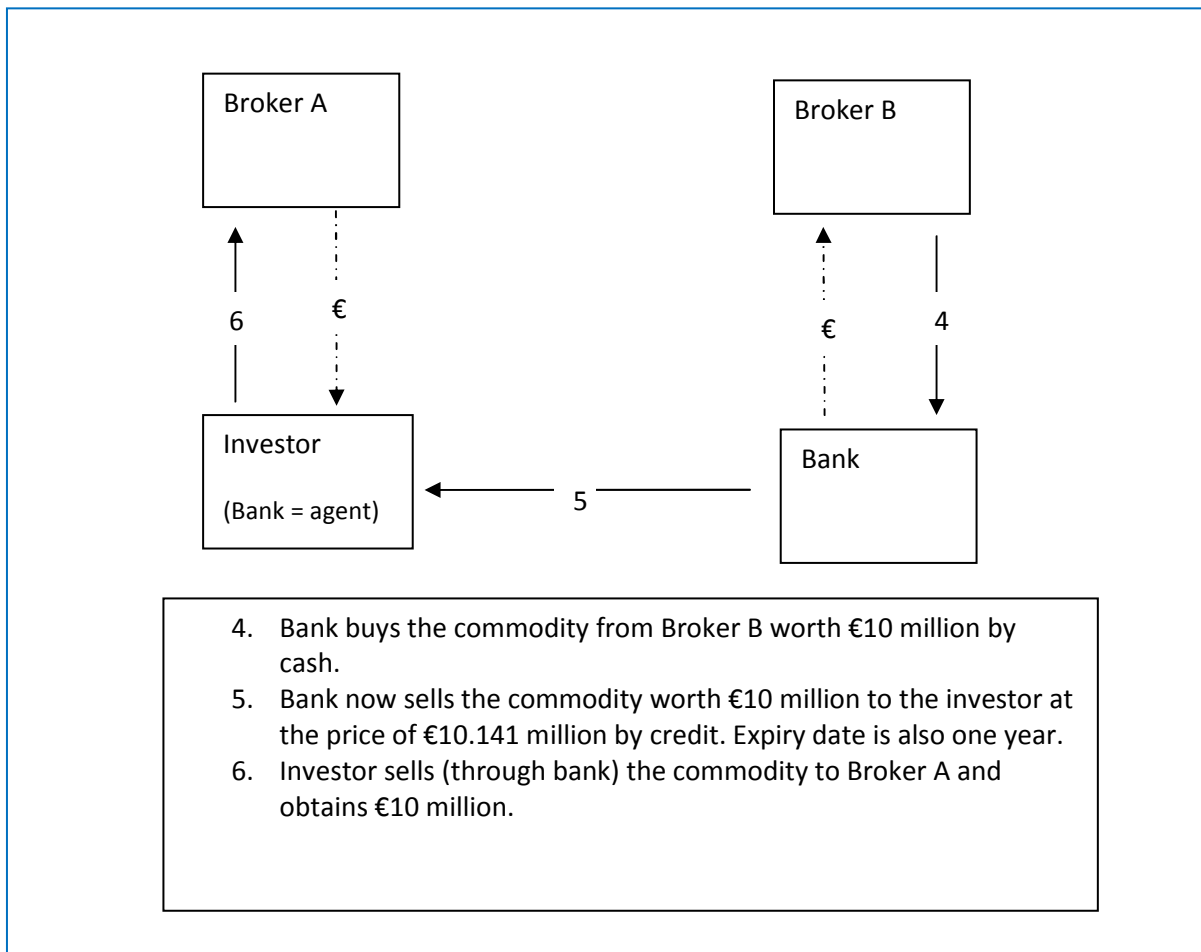 Broker A
Broker B
6
€
€
4
Investor
(Bank = agent)
Bank
5
4. Bank buys the commodity from Broker B worth €10 million by
cash.
5. Bank now sells the commodity worth €10 million to the investor at
the price of €10.141 million by credit. Expiry date is also one year.
6. Investor sells (through bank) the commodity to Broker A and
obtains €10 million.